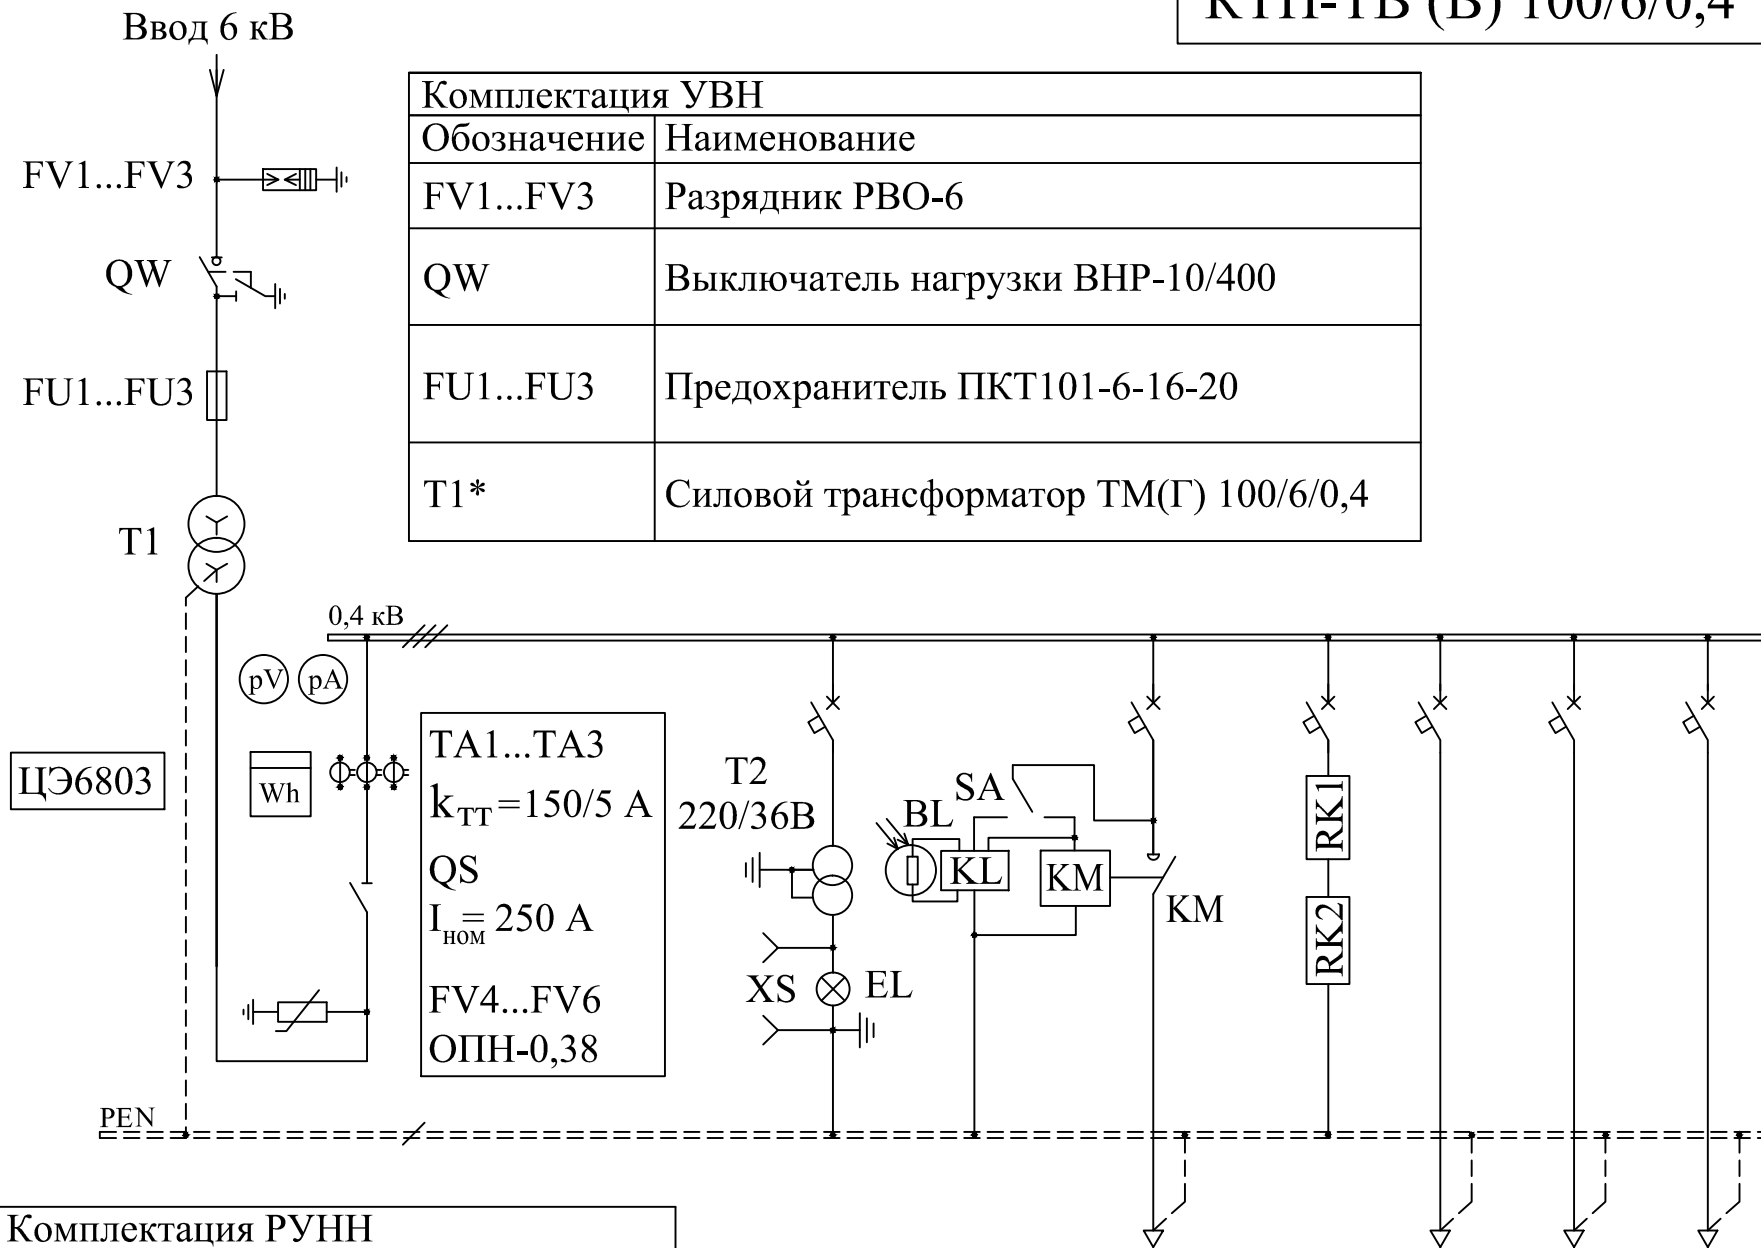 Ввод 6 кВ
КТП-ТВ (В) 100/6/0,4
Комплектация УВН
Обозначение Наименование
FV1...FV3 Разрядник РВО-6
QW Выключатель нагрузки ВНР-10/400
FU1...FU3 Предохранитель ПКТ101-6-16-20
T1* Силовой трансформатор ТМ(Г) 100/6/0,4
FV1...FV3
QW
FU1...FU3
T1
0,4 кВ
pV pA
ЦЭ6803
Wh
TA1...TA3
kТТ=150/5 А
QS
Iном= 250 А
FV4...FV6
ОПН-0,38
T2
220/36В
XS EL
BL
SA
KL
KM
KM
RK1
RK2
PEN
Комплектация РУНН